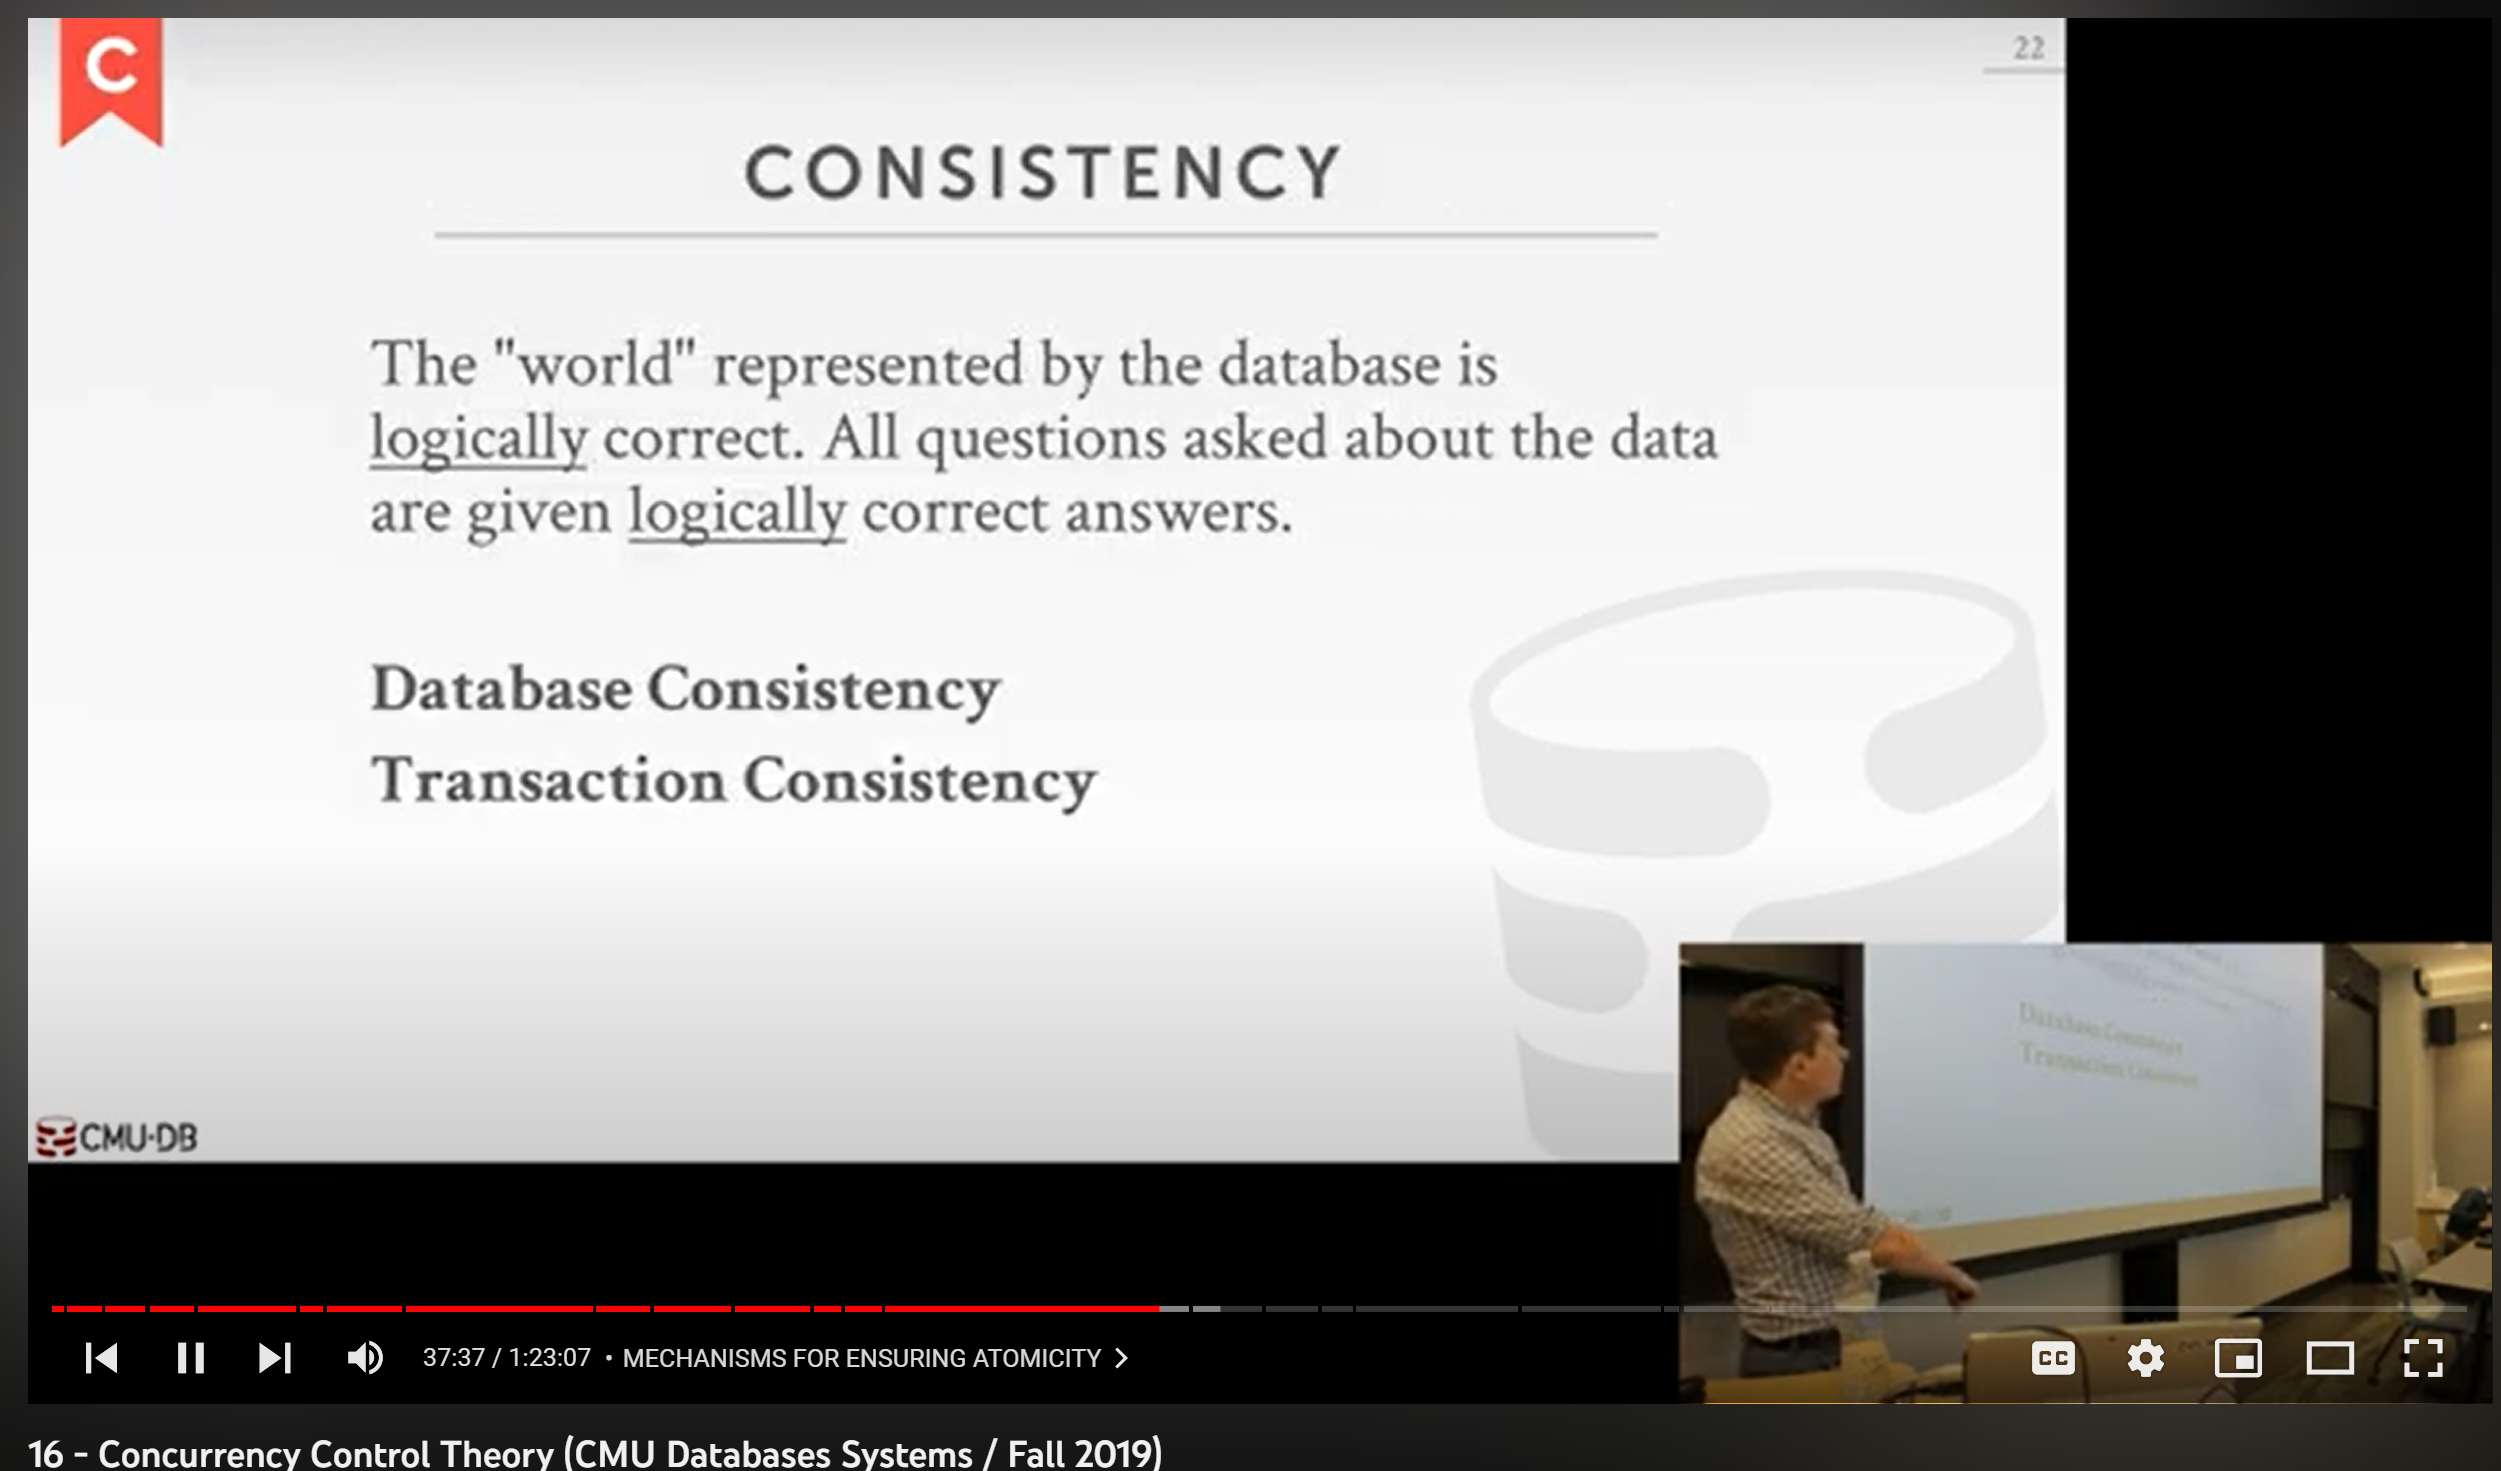 C
22
CONSISTENCY
The "world" represented by the database is
logically correct. All questions asked about the data
are given logically correct answers.
Database Consistency
Transaction Consistency
Database Consistency
Transaction
CMU·DB
37:37 / 1:23:07 • MECHANISMS FOR ENSURING ATOMICITY
CC
16 - Concurrency Control Theory (CMU Databases Systems / Fall 2019)